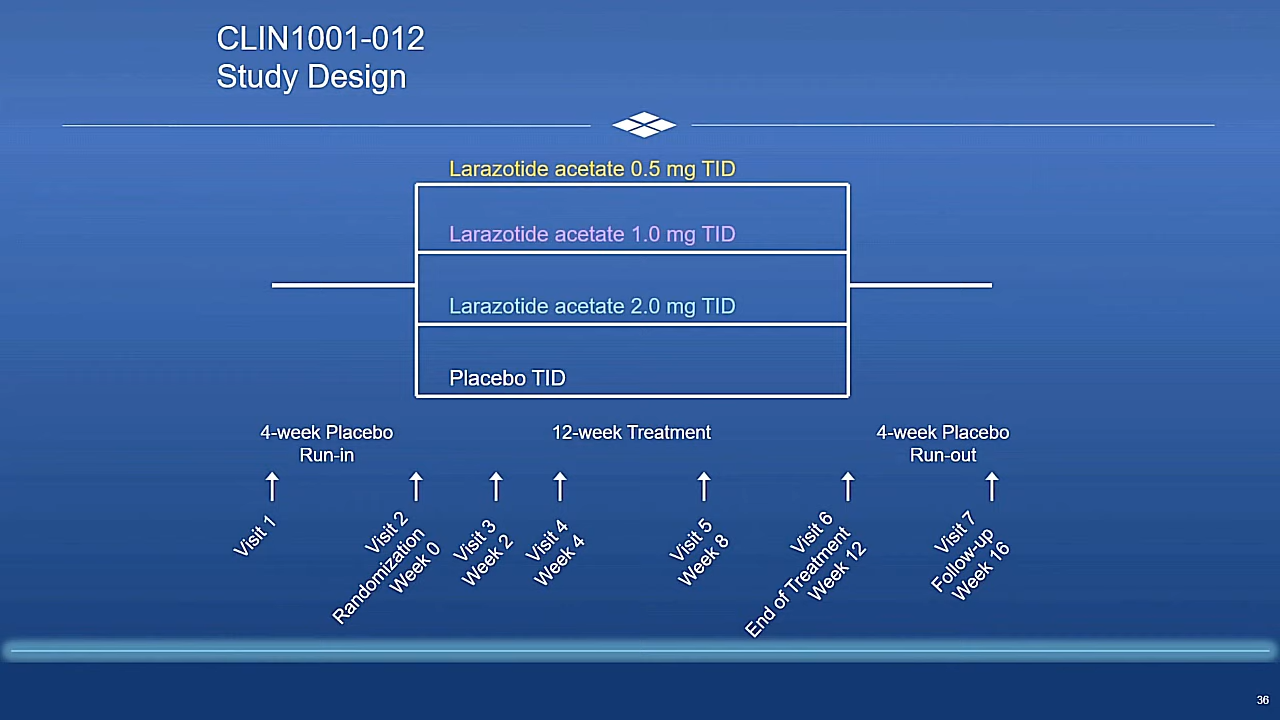 CLIN1001-012
Study Design
Larazotide acetate 0.5 mg TID
Larazotide acetate 1.0 mg TID
Larazotide acetate 2.0 mg TID
Placebo TID
4-week Placebo
Run-in
12-week Treatment
4-week Placebo
Run-out
Visit 1
Visit 2
Randomization
Week 0
Visit 3
Week 2
Visit 4
Week 4
Visit 5
Week 8
Visit 6
End of Treatment
Week 12
Visit 7
Follow-up
Week 16
36